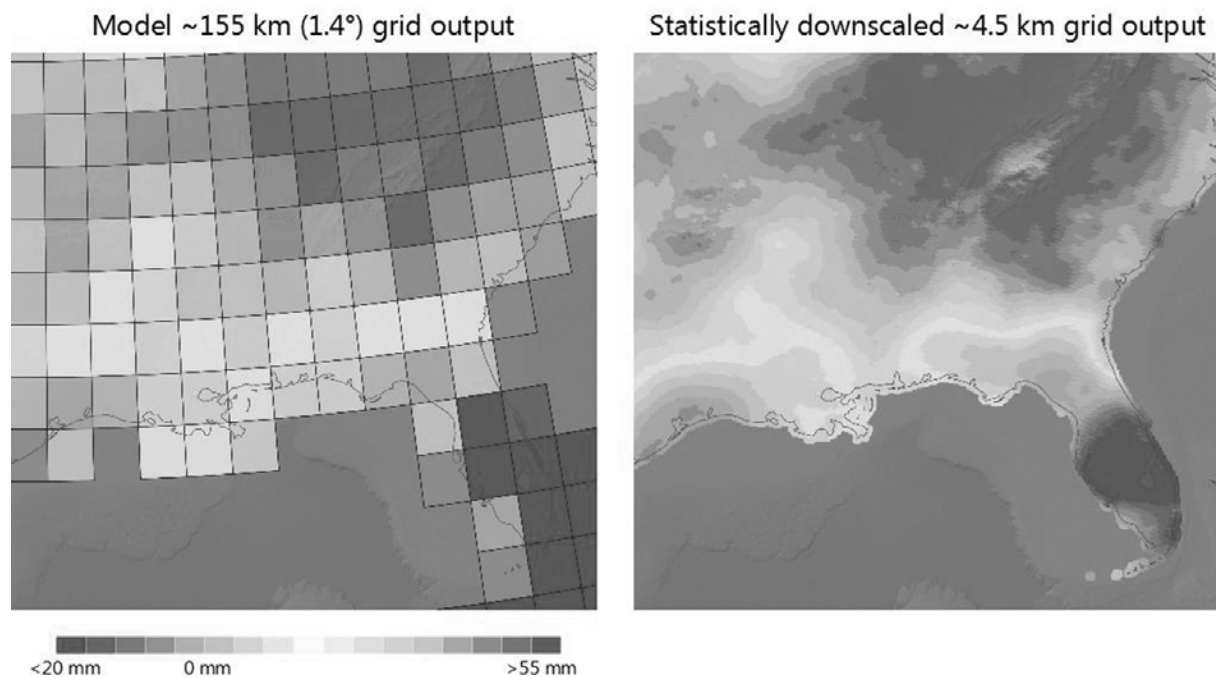 Model ~155 km (1.4°) grid output
Statistically downscaled ~4.5 km grid output
<20 mm
0 mm
>55 mm